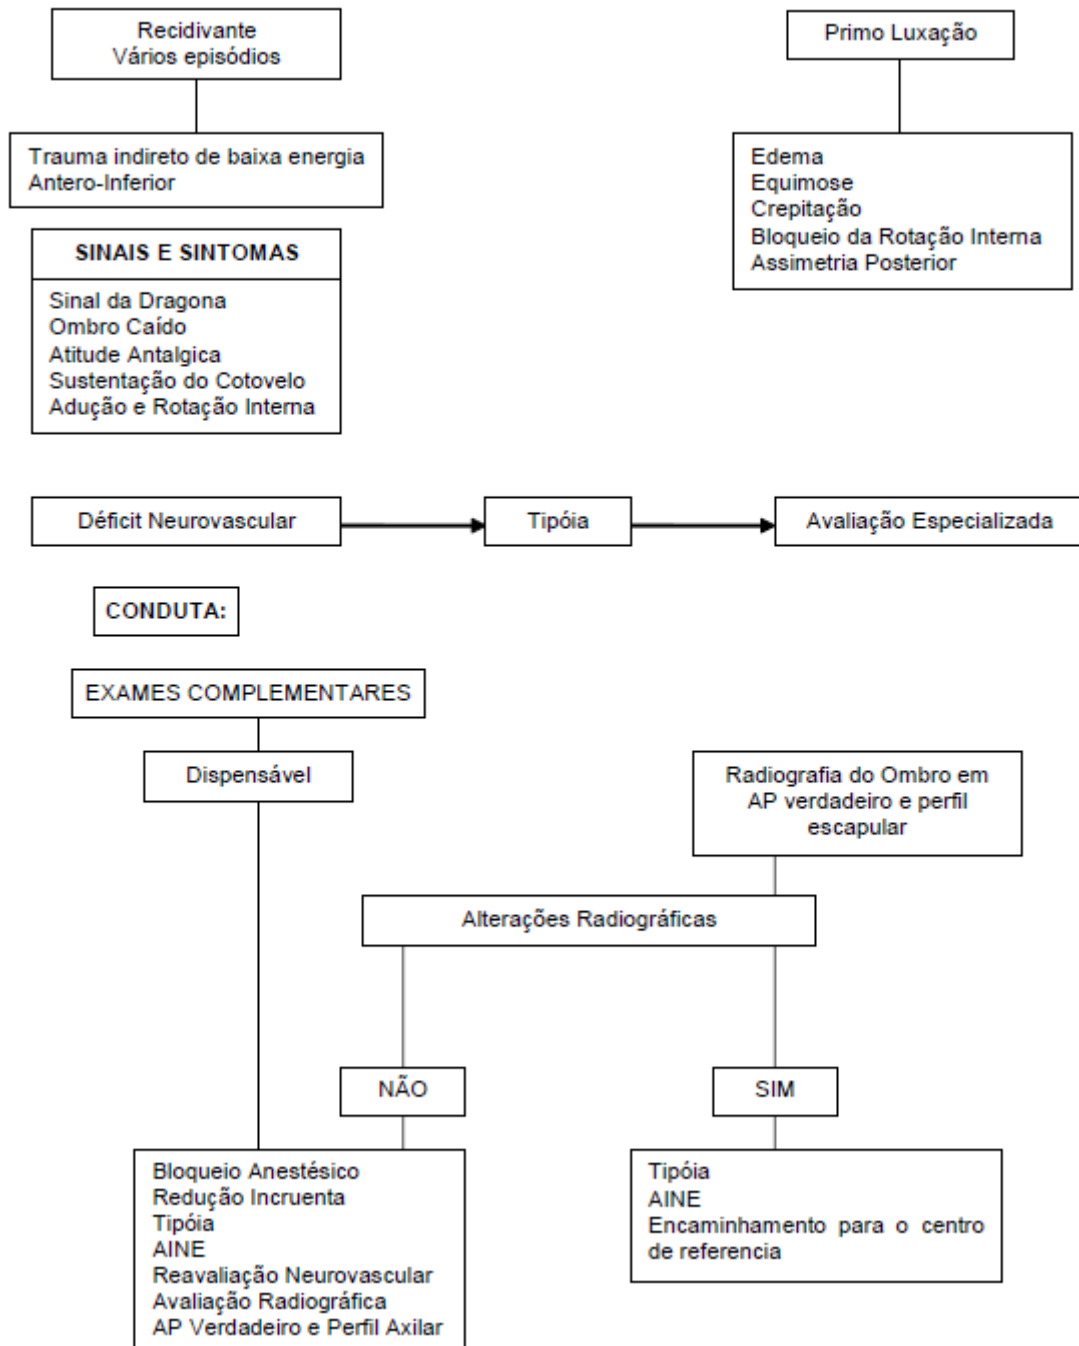 Recidivante
Vários episódios
Primo Luxação
Trauma indireto de baixa energia
Antero-Inferior
Edema
Equimose
Crepitação
Bloqueio da Rotação Interna
Assimetria Posterior
SINAIS E SINTOMAS
Sinal da Dragona
Ombro Caído
Atitude Antalgica
Sustentação do Cotovelo
Adução e Rotação Interna
Déficit Neurovascular
Tipóia
Avaliação Especializada
CONDUTA:
EXAMES COMPLEMENTARES
Dispensável
Radiografia do Ombro em
AP verdadeiro e perfil
escapular
Alterações Radiográficas
NÃO
SIM
Bloqueio Anestésico
Redução Incruenta
Tipóia
AINE
Reavaliação Neurovascular
Avaliação Radiográfica
AP Verdadeiro e Perfil Axilar
Tipóia
AINE
Encaminhamento para o centro
de referencia